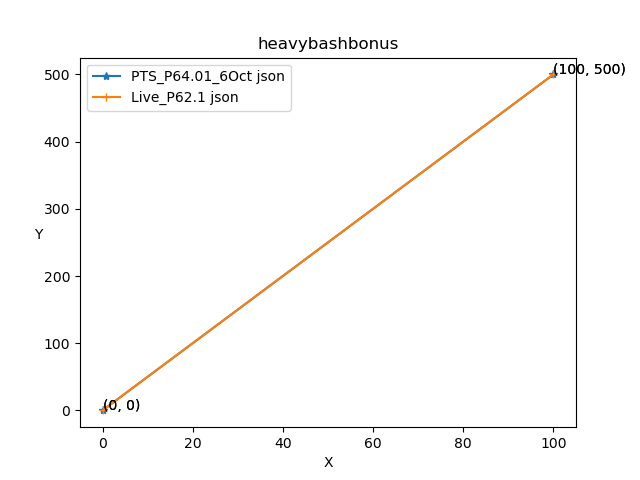 heavybashbonus
PTS_P64.01_6Oct json
Live_P62.1 json
(100, 500)
(0, 0)
500
400
300
200
100
0
Y
0 20 40 60 80 100
X